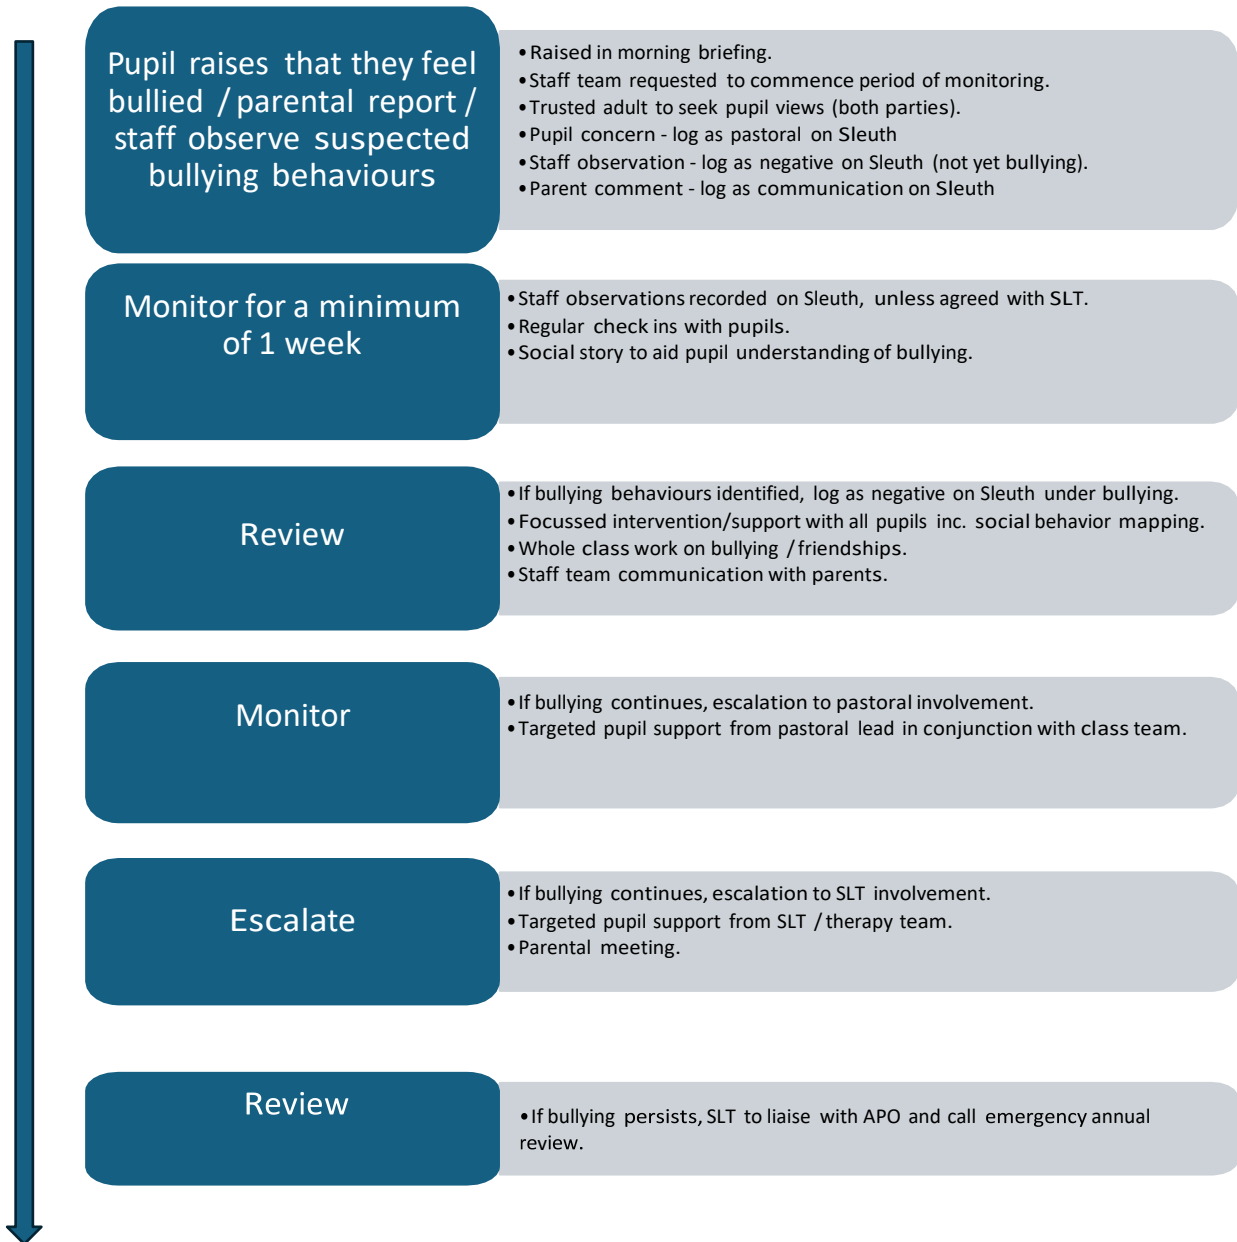 Pupil raises that they feel
bullied / parental report /
staff observe suspected
bullying behaviours
•Raised in morning briefing.
•Staff team requested to commence period of monitoring.
•Trusted adult to seek pupil views (both parties).
•Pupil concern - log as pastoral on Sleuth
•Staff observation - log as negative on Sleuth (not yet bullying).
•Parent comment - log as communication on Sleuth
Monitor for a minimum
of 1 week
•Staff observations recorded on Sleuth, unless agreed with SLT.
•Regular check ins with pupils.
•Social story to aid pupil understanding of bullying.
Review
•If bullying behaviours identified, log as negative on Sleuth under bullying.
•Focussed intervention/support with all pupils inc. social behavior mapping.
•Whole class work on bullying / friendships.
•Staff team communication with parents.
Monitor
•If bullying continues, escalation to pastoral involvement.
•Targeted pupil support from pastoral lead in conjunction with class team.
Escalate
•If bullying continues, escalation to SLT involvement.
•Targeted pupil support from SLT / therapy team.
•Parental meeting.
Review
•If bullying persists, SLT to liaise with APO and call emergency annual
review.